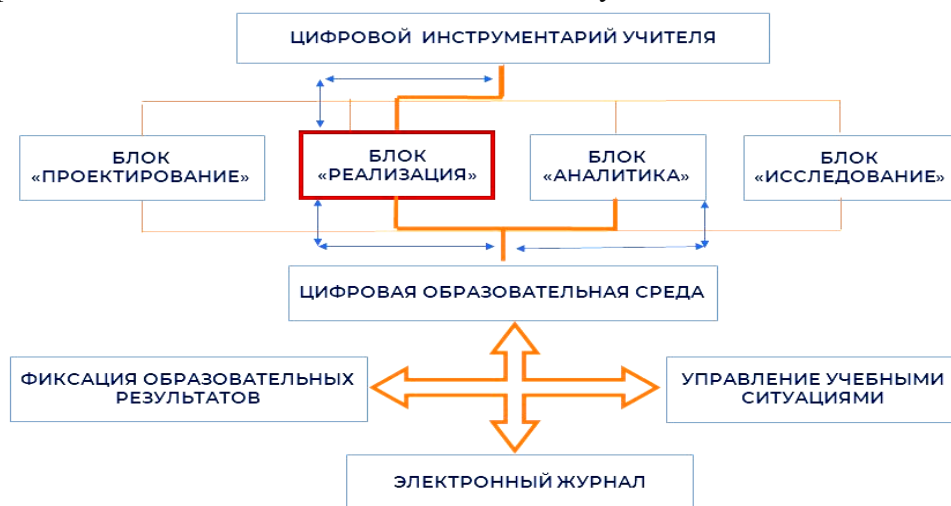 ЦИФРОВОЙ ИНСТРУМЕНТАРИЙ УЧИТЕЛЯ
БЛОК
«ПРОЕКТИРОВАНИЕ»
БЛОК
«РЕАЛИЗАЦИЯ»
БЛОК
«АНАЛИТИКА»
БЛОК
«ИССЛЕДОВАНИЕ»
ЦИФРОВАЯ ОБРАЗОВАТЕЛЬНАЯ СРЕДА
ФИКСАЦИЯ ОБРАЗОВАТЕЛЬНЫХ
РЕЗУЛЬТАТОВ
УПРАВЛЕНИЕ УЧЕБНЫМИ
СИТУАЦИЯМИ
ЭЛЕКТРОННЫЙ ЖУРНАЛ